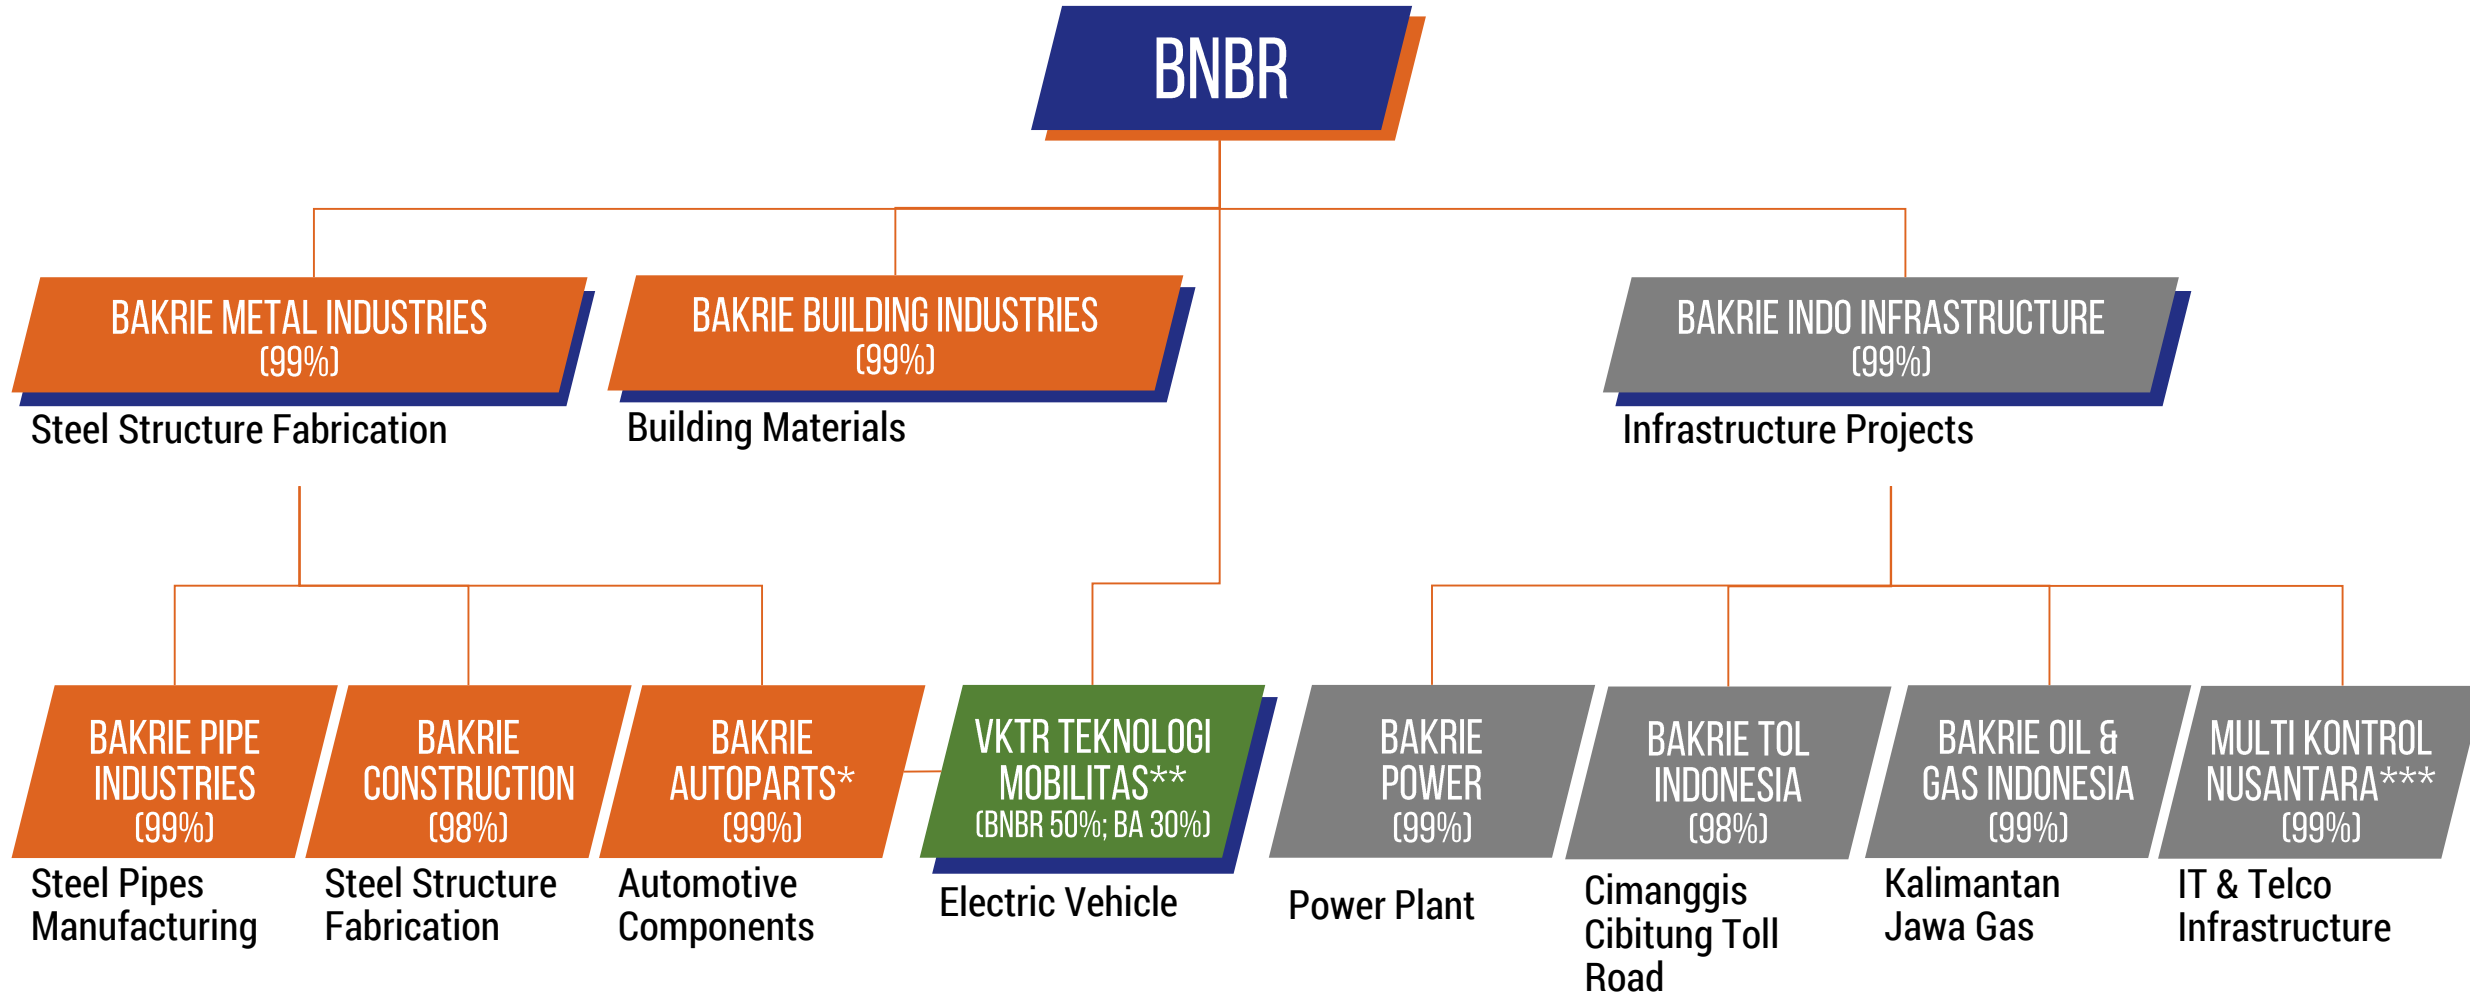 BNBR
BAKRIE METAL INDUSTRIES
(99%)
Steel Structure Fabrication
BAKRIE BUILDING INDUSTRIES
(99%)
Building Materials
BAKRIE INDO INFRASTRUCTURE
(99%)
Infrastructure Projects
BAKRIE PIPE
INDUSTRIES
(99%)
Steel Pipes
Manufacturing
BAKRIE
CONSTRUCTION
(98%)
Steel Structure
Fabrication
BAKRIE
AUTOPARTS*
(99%)
Automotive
Components
VKTR TEKNOLOGI
MOBILITAS**
(BNBR 50%; BA 30%)
Electric Vehicle
BAKRIE
POWER
(99%)
Power Plant
BAKRIE TOL
INDONESIA
(98%)
Cimanggis
Cibitung Toll
Road
BAKRIE OIL &
GAS INDONESIA
(99%)
Kalimantan
Jawa Gas
MULTI KONTROL
NUSANTARA***
(99%)
IT & Telco
Infrastructure